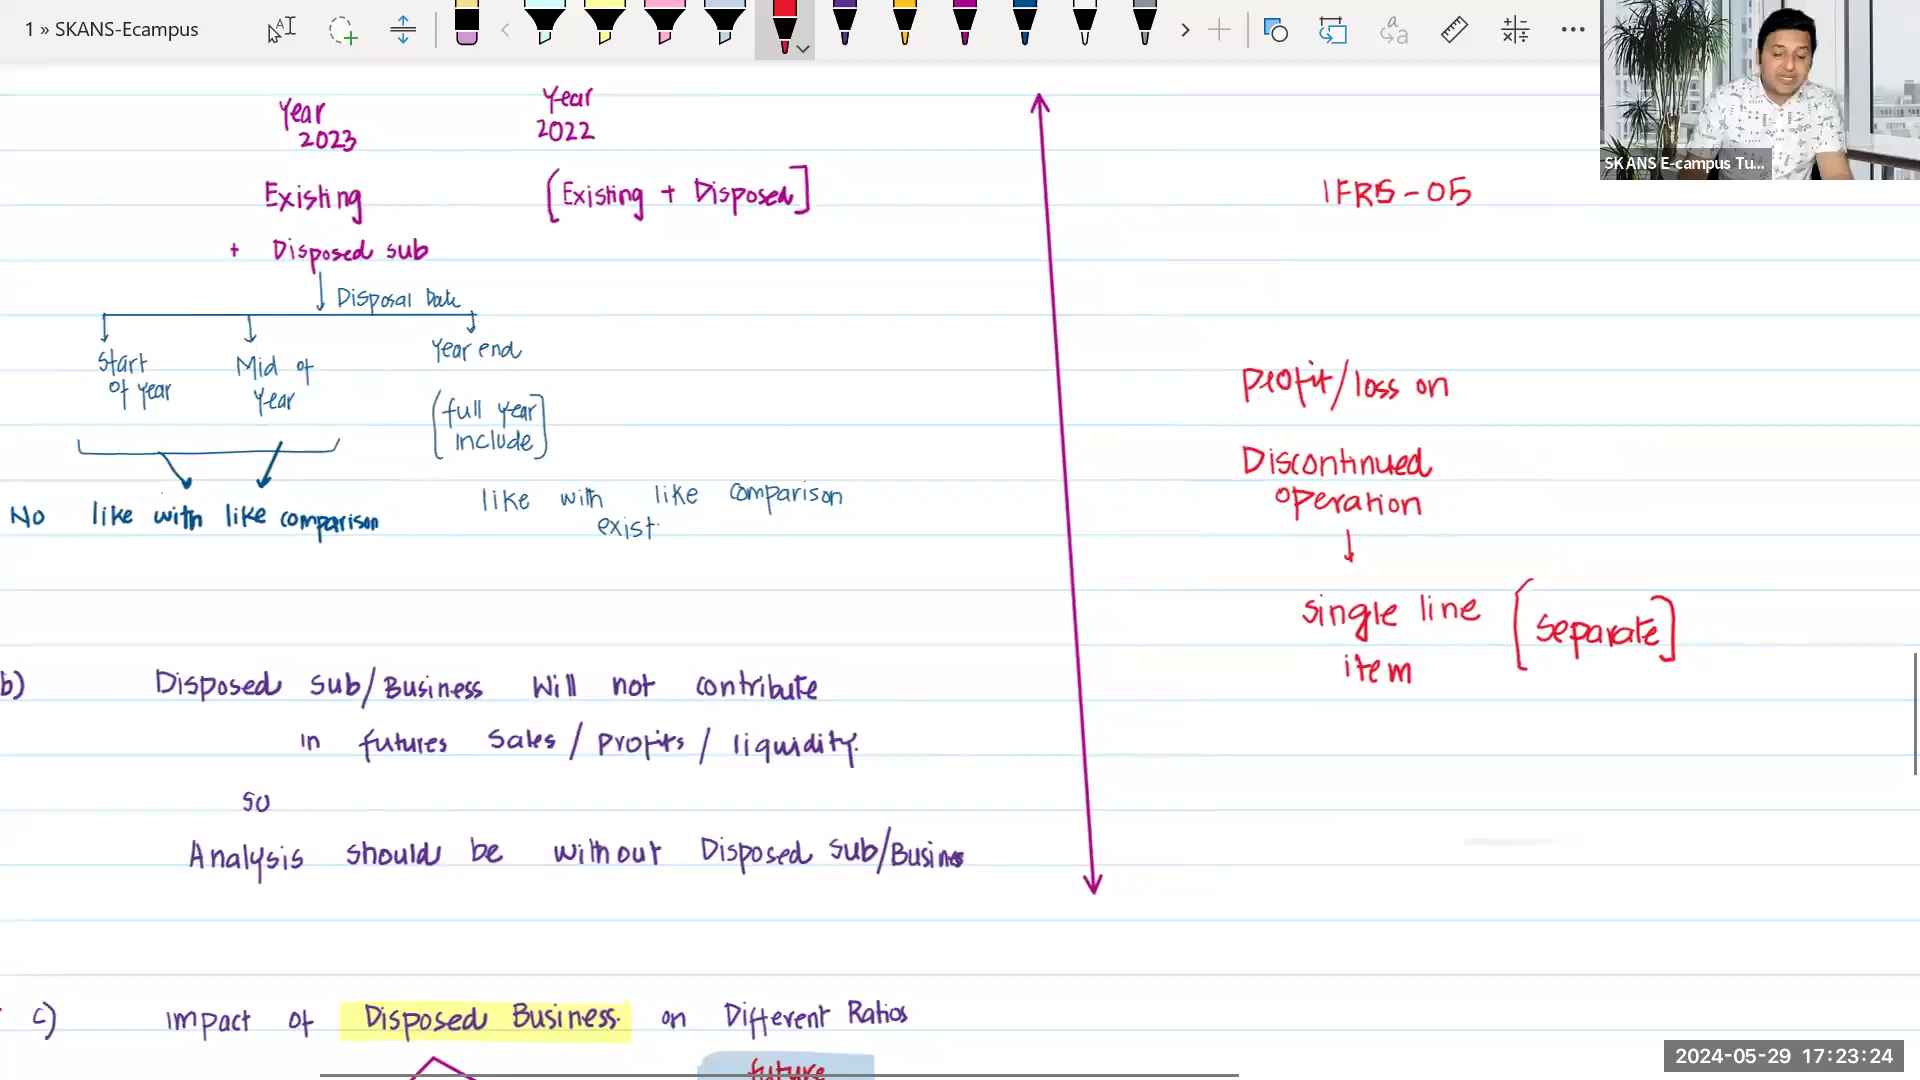 1 » SKANS-Ecampus
SKANS E-campus Tu...
Year
2023
Year
2022
Existing
[Existing + Disposed]
+ Disposed sub
Disposal Date
Start
of year
Mid of
Year
Year end
[full year
include]
No like with like comparison
like with like comparison
exist
b) Disposed sub/Business will not contribute
in futures sales / profits / liquidity.
so
Analysis should be without Disposed sub/Business
c) Impact of Disposed Business on Different Ratios
future
IFRS-05
profit/loss on
Discontinued
operation
single line
item
[separate]
2024-05-29 17:23:24